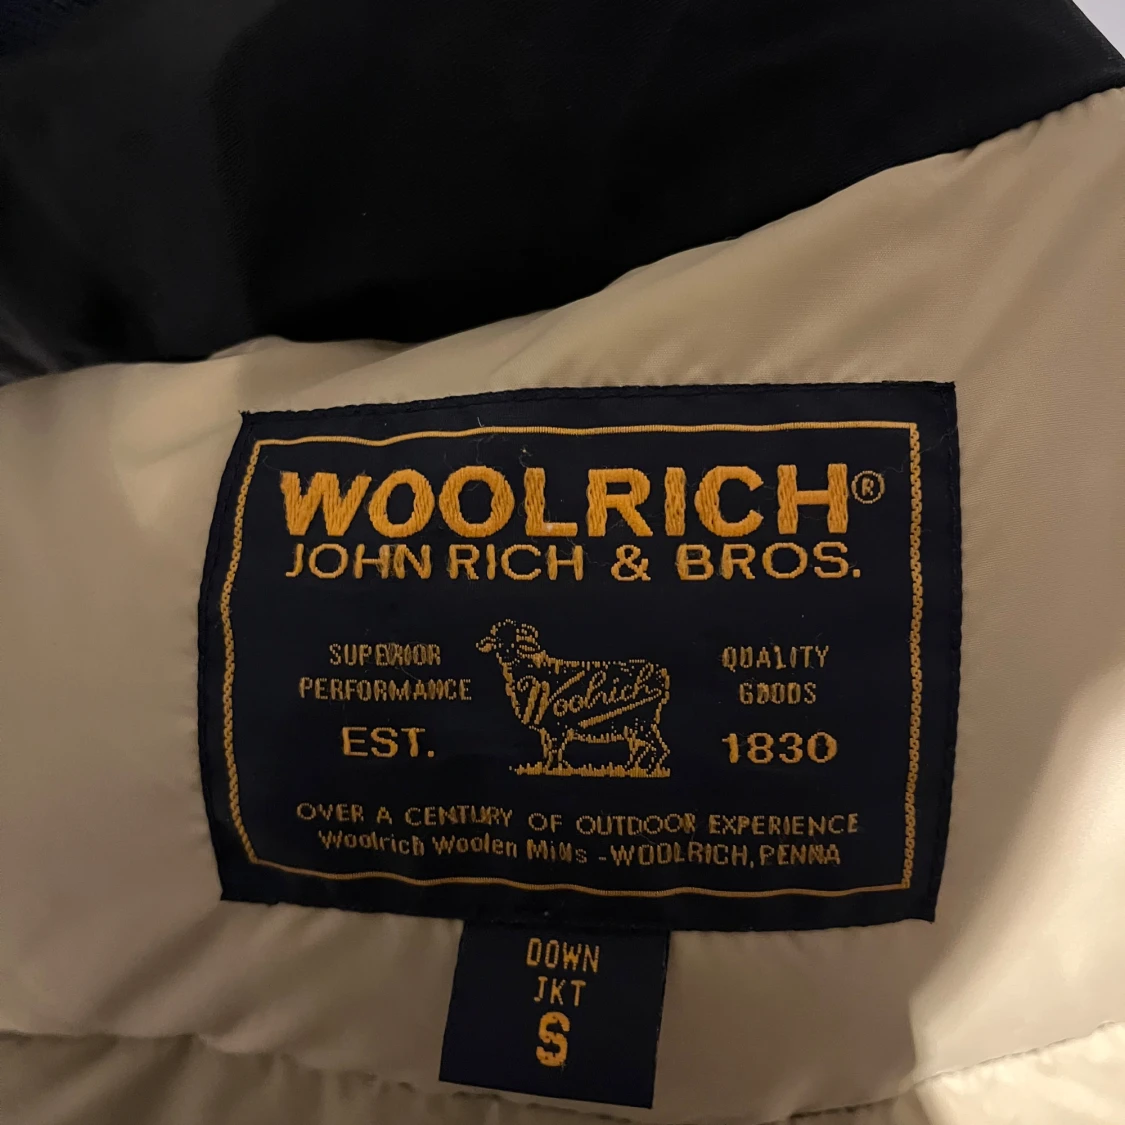 WOOLRICH®
JOHN RICH & BROS.
SUPERIOR
PERFORMANCE
Woolrich
QUALITY
GOODS
EST.
1830
OVER A CENTURY OF OUTDOOR EXPERIENCE
Woolrich Woolen Mills - WOOLRICH, PENNA
DOWN
JKT
S